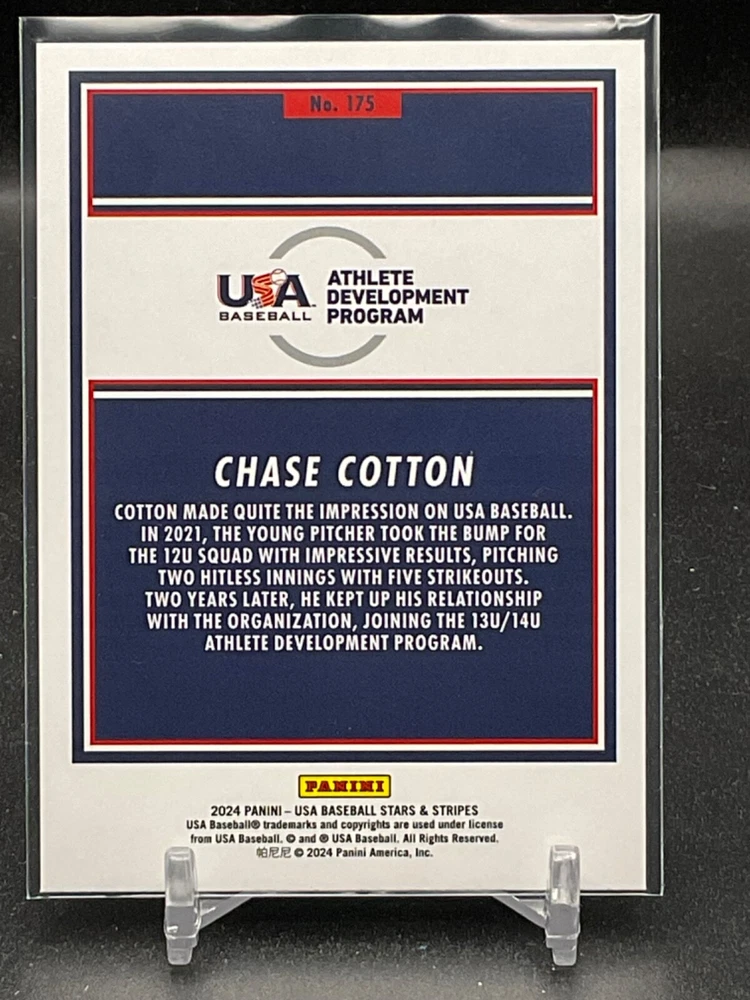 No. 175
USA ATHLETE
BASEBALL DEVELOPMENT
PROGRAM
CHASE COTTON
COTTON MADE QUITE THE IMPRESSION ON USA BASEBALL.
IN 2021, THE YOUNG PITCHER TOOK THE BUMP FOR
THE 12U SQUAD WITH IMPRESSIVE RESULTS, PITCHING
TWO HITLESS INNINGS WITH FIVE STRIKEOUTS.
TWO YEARS LATER, HE KEPT UP HIS RELATIONSHIP
WITH THE ORGANIZATION, JOINING THE 13U/14U
ATHLETE DEVELOPMENT PROGRAM.
PANINI
2024 PANINI – USA BASEBALL STARS & STRIPES
USA Baseball® trademarks and copyrights are used under license
from USA Baseball. © and ® USA Baseball. All Rights Reserved.
帕尼尼 © 2024 Panini America, Inc.